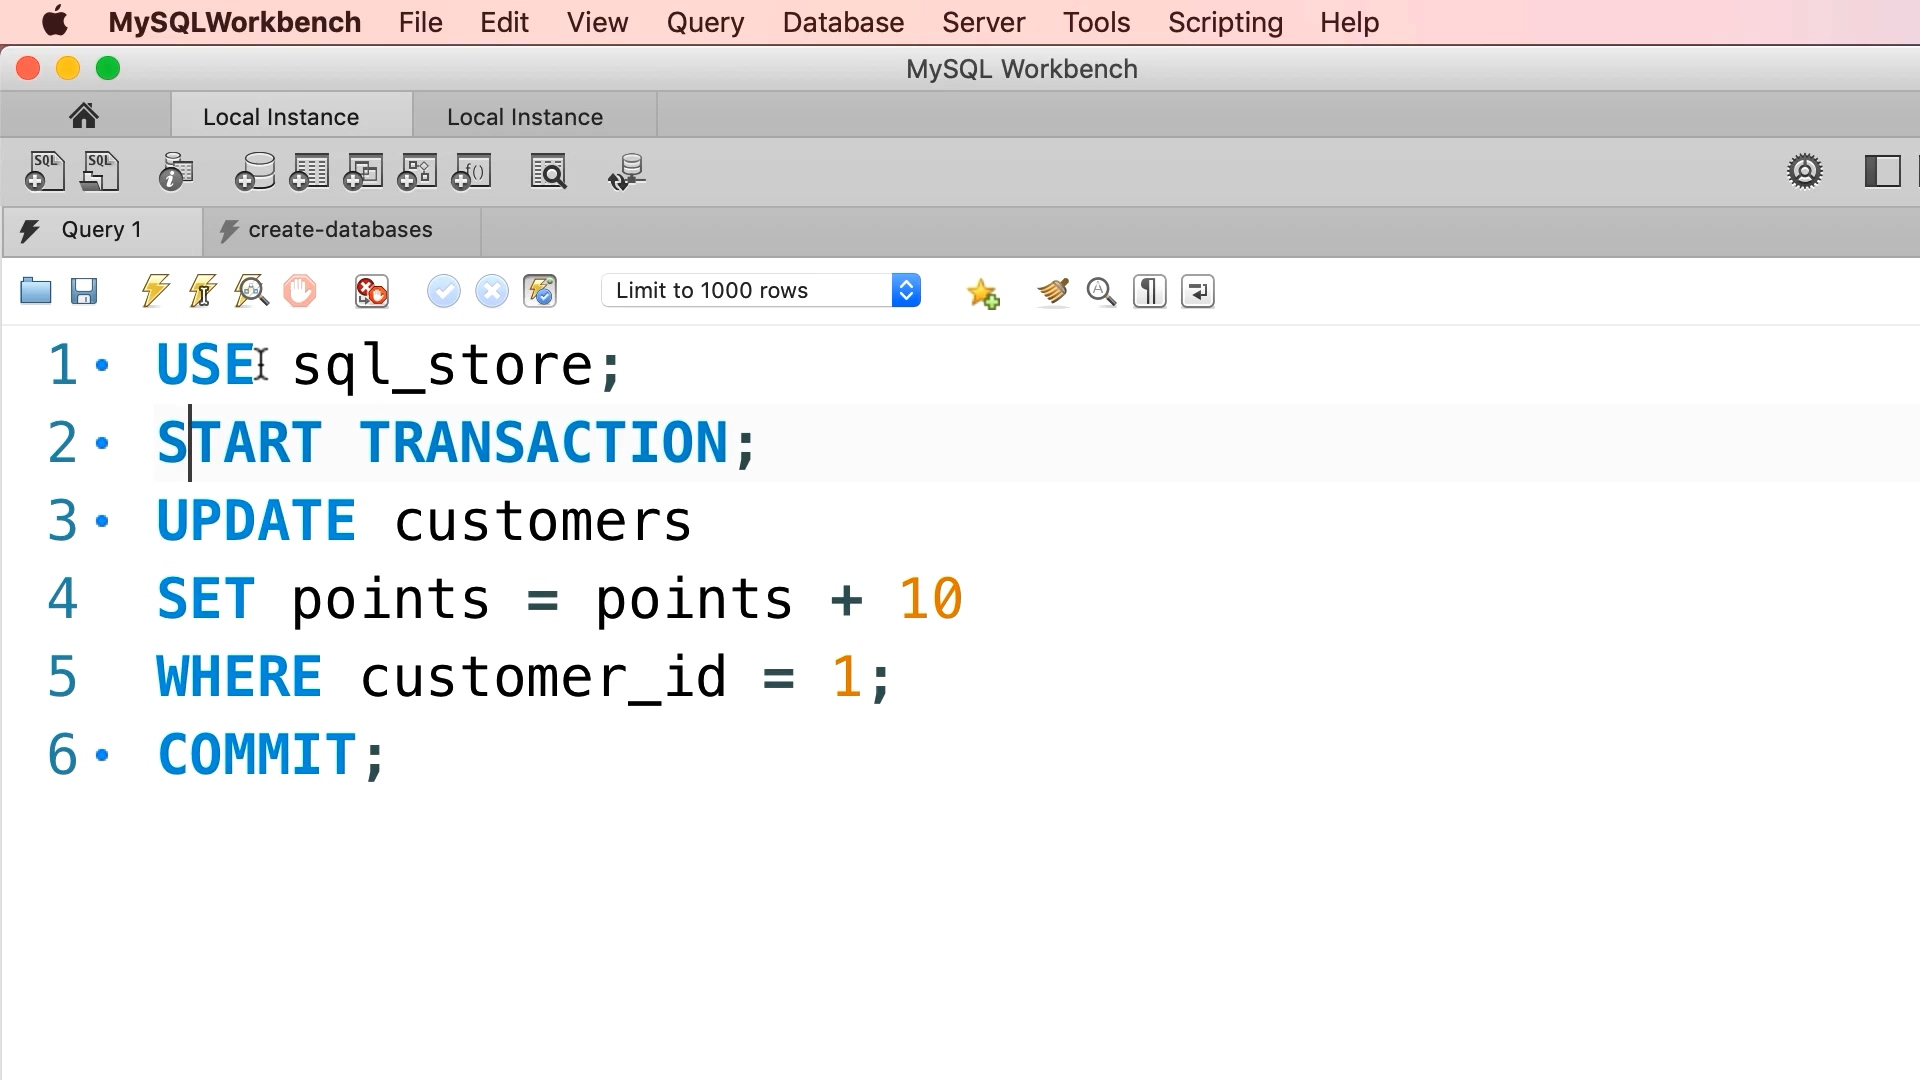 MySQLWorkbench File Edit View Query Database Server Tools Scripting Help
MySQL Workbench
Local Instance Local Instance
SQL SQL
Query 1 create-databases
Limit to 1000 rows
1 USE sql_store;
2 START TRANSACTION;
3 UPDATE customers
4 SET points = points + 10
5 WHERE customer_id = 1;
6 COMMIT;